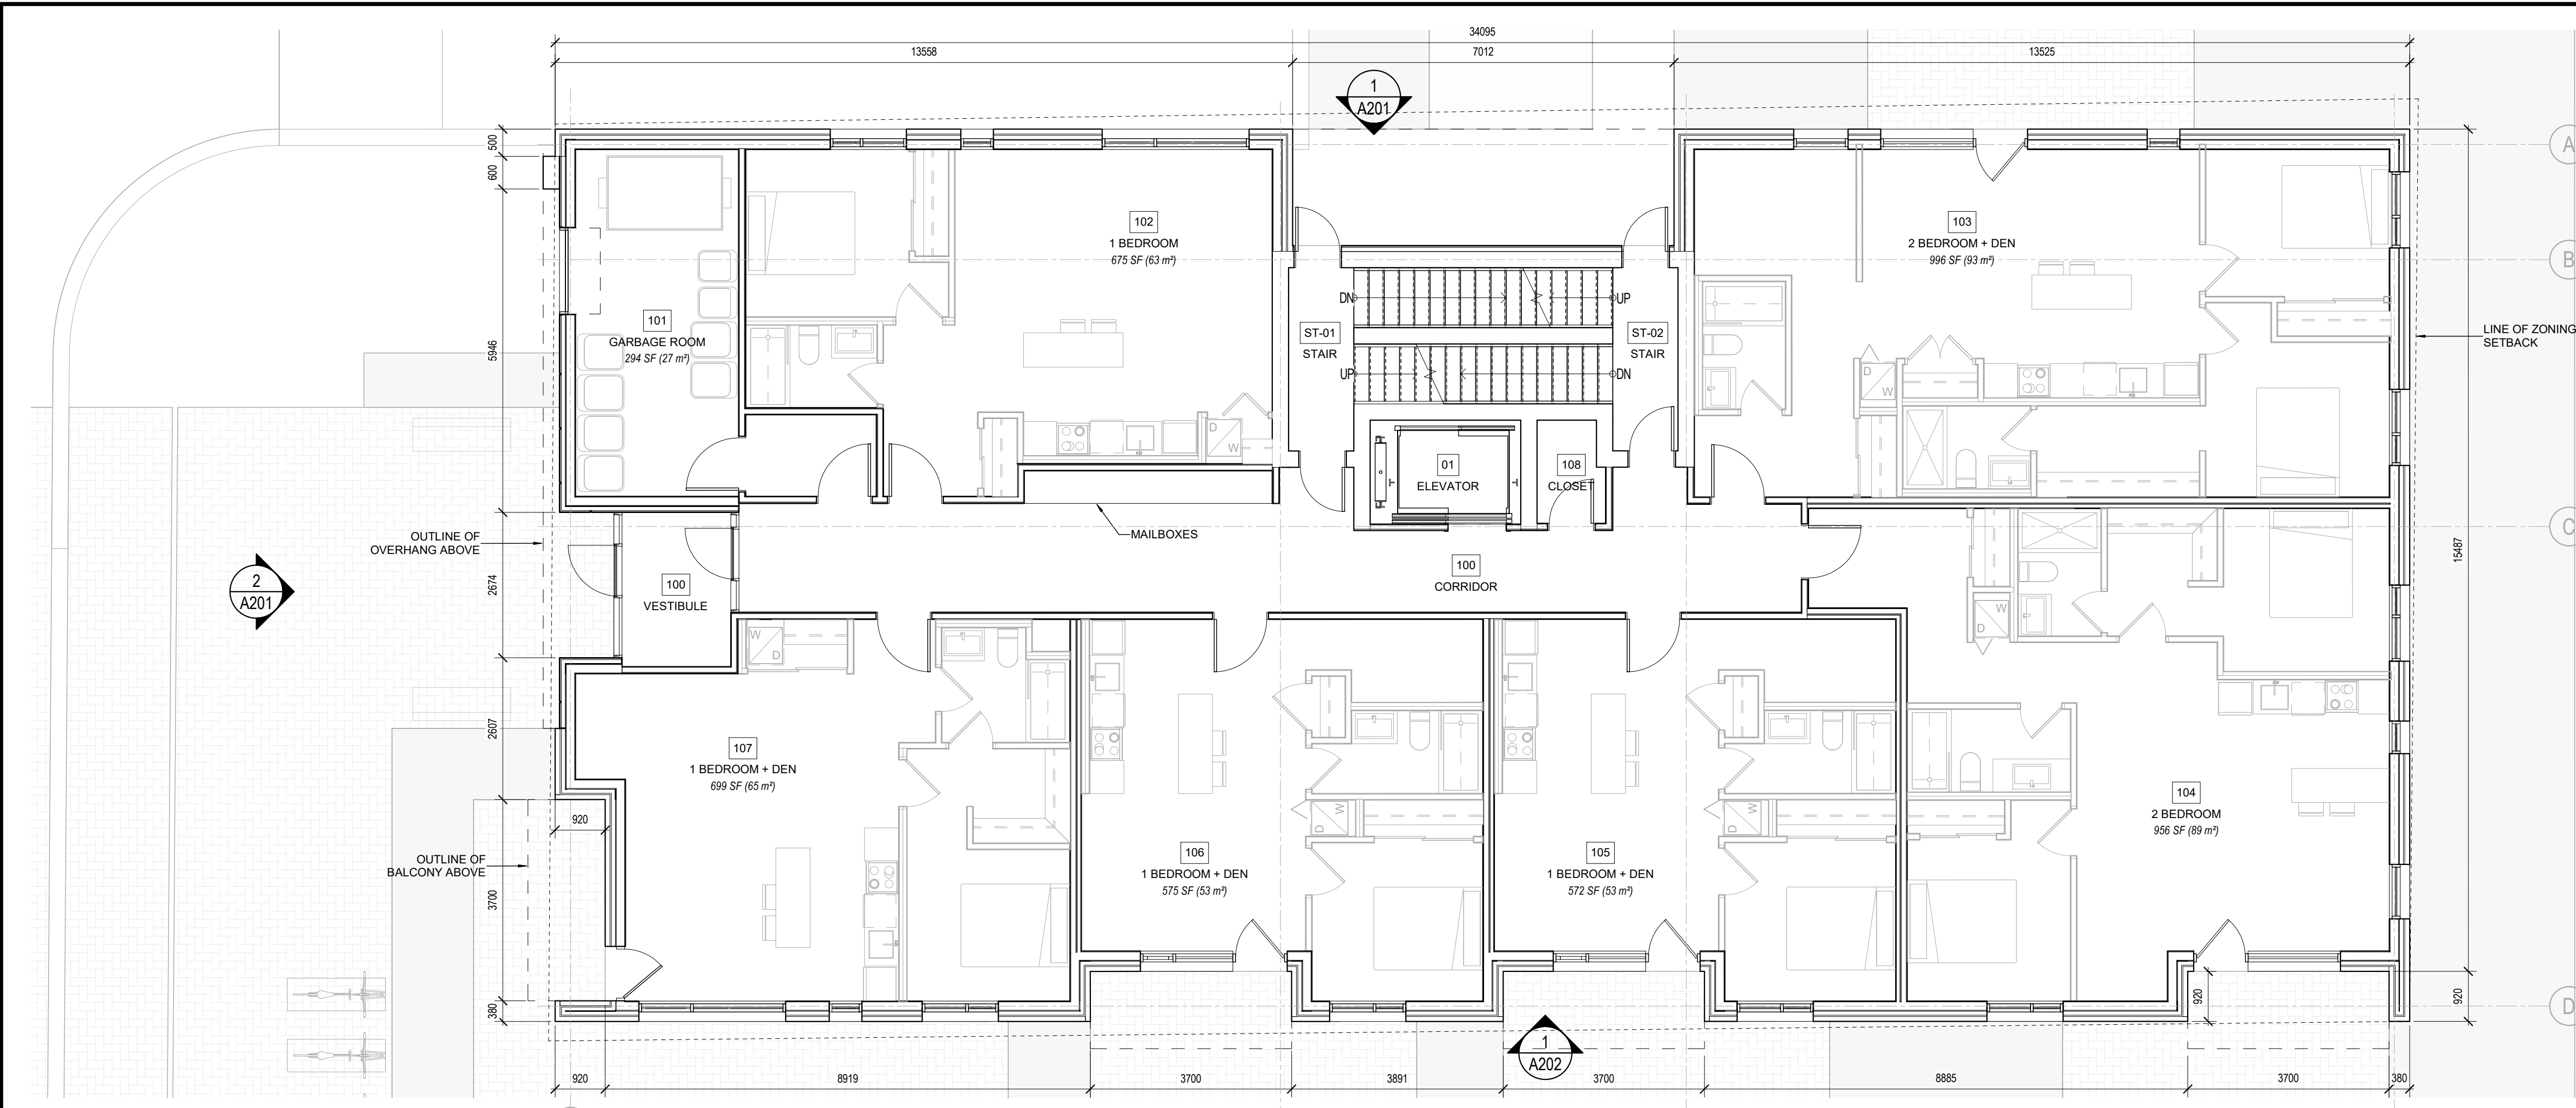 34095
13558
7012
13525
1
A201
500
600
5946
2674
2607
3700
380
A
B
C
D
102
1 BEDROOM
675 SF (63 m²)
103
2 BEDROOM + DEN
996 SF (93 m²)
101
GARBAGE ROOM
294 SF (27 m²)
DN
UP
ST-01
STAIR
ST-02
STAIR
UP
DN
LINE OF ZONING
SETBACK
D
W
D
W
01
ELEVATOR
108
CLOSET
MAILBOXES
OUTLINE OF
OVERHANG ABOVE
2
A201
100
VESTIBULE
100
CORRIDOR
15487
W
D
W
D
107
1 BEDROOM + DEN
699 SF (65 m²)
920
OUTLINE OF
BALCONY ABOVE
106
1 BEDROOM + DEN
575 SF (53 m²)
W
D
105
1 BEDROOM + DEN
572 SF (53 m²)
W
D
104
2 BEDROOM
956 SF (89 m²)
920
920
1
A202
920
8919
3700
3891
3700
8885
3700
380